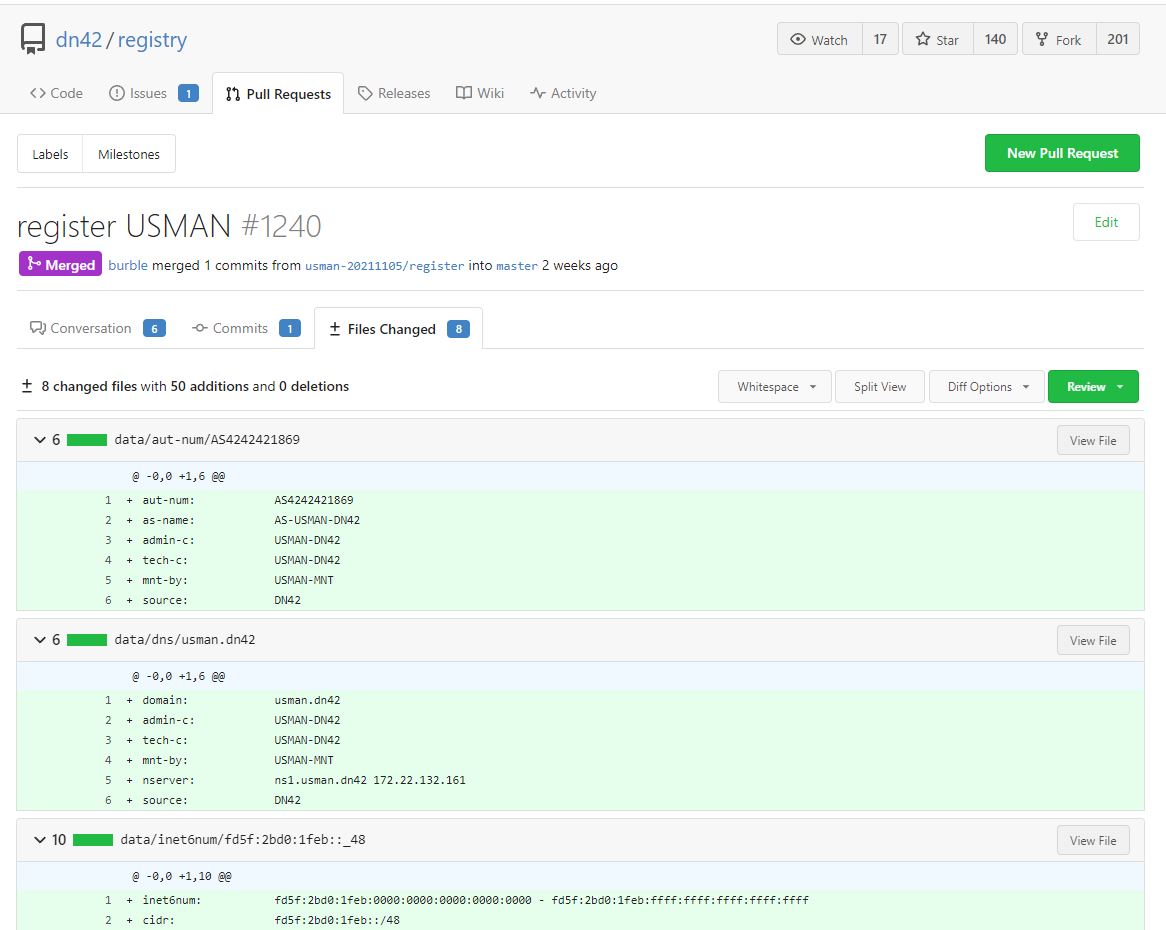 dn42 / registry
Watch 17 Star 140 Fork 201
Code Issues 1 Pull Requests Releases Wiki Activity
Labels Milestones New Pull Request
register USMAN #1240 Edit
Merged burble merged 1 commits from usman-20211105/register into master 2 weeks ago
Conversation 6 Commits 1 Files Changed 8
8 changed files with 50 additions and 0 deletions Whitespace Split View Diff Options Review
6 data/aut-num/AS4242421869 View File
@ -0,0 +1,6 @@
1 + aut-num: AS4242421869
2 + as-name: AS-USMAN-DN42
3 + admin-c: USMAN-DN42
4 + tech-c: USMAN-DN42
5 + mnt-by: USMAN-MNT
6 + source: DN42
6 data/dns/usman.dn42 View File
@ -0,0 +1,6 @@
1 + domain: usman.dn42
2 + admin-c: USMAN-DN42
3 + tech-c: USMAN-DN42
4 + mnt-by: USMAN-MNT
5 + nserver: ns1.usman.dn42 172.22.132.161
6 + source: DN42
10 data/inet6num/fd5f:2bd0:1feb::_48 View File
@ -0,0 +1,10 @@
1 + inet6num: fd5f:2bd0:1feb:0000:0000:0000:0000:0000 - fd5f:2bd0:1feb:ffff:ffff:ffff:ffff:ffff
2 + cidr: fd5f:2bd0:1feb::/48